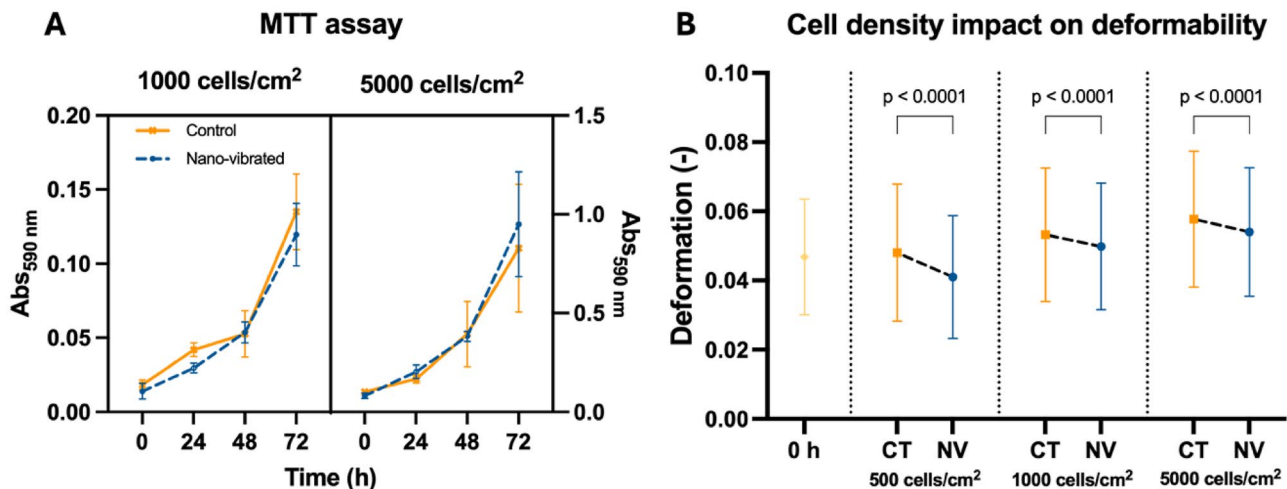 A
MTT assay
1000 cells/cm²
5000 cells/cm²
Control
Nano-vibrated
0.20
0.15
0.10
0.05
0.00
Abs590 nm
1.5
1.0
0.5
0.0
Abs590 nm
0 24 48 72
0 24 48 72
Time (h)
B
Cell density impact on deformability
0.10
0.08
0.06
0.04
0.02
0.00
Deformation (-)
p < 0.0001
p < 0.0001
p < 0.0001
0 h
CT NV
CT NV
CT NV
500 cells/cm²
1000 cells/cm²
5000 cells/cm²